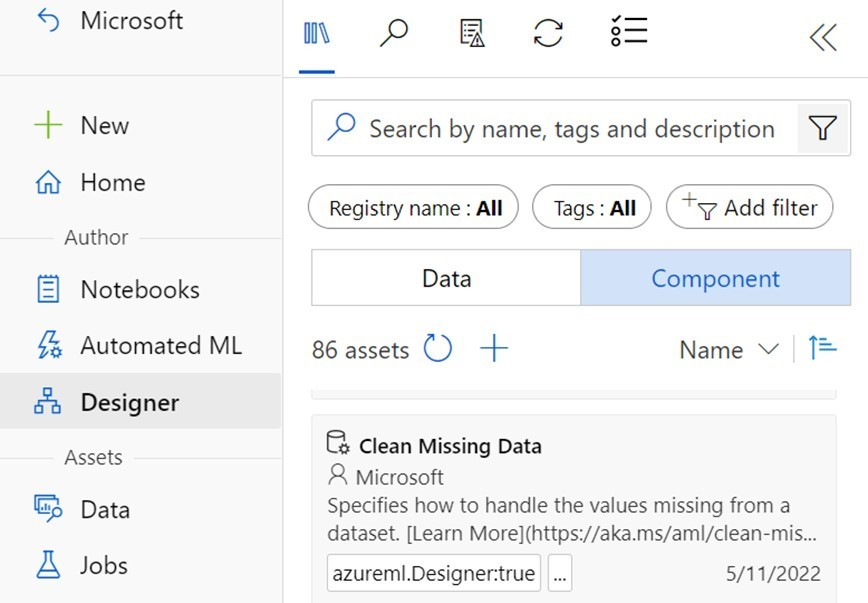 Microsoft
New
Home
Author
Notebooks
Automated ML
Designer
Assets
Data
Jobs
Search by name, tags and description
Registry name : All
Tags : All
Add filter
Data
Component
86 assets
Name
Clean Missing Data
Microsoft
Specifies how to handle the values missing from a
dataset. [Learn More](https://aka.ms/aml/clean-mis...
azureml.Designer:true ... 5/11/2022